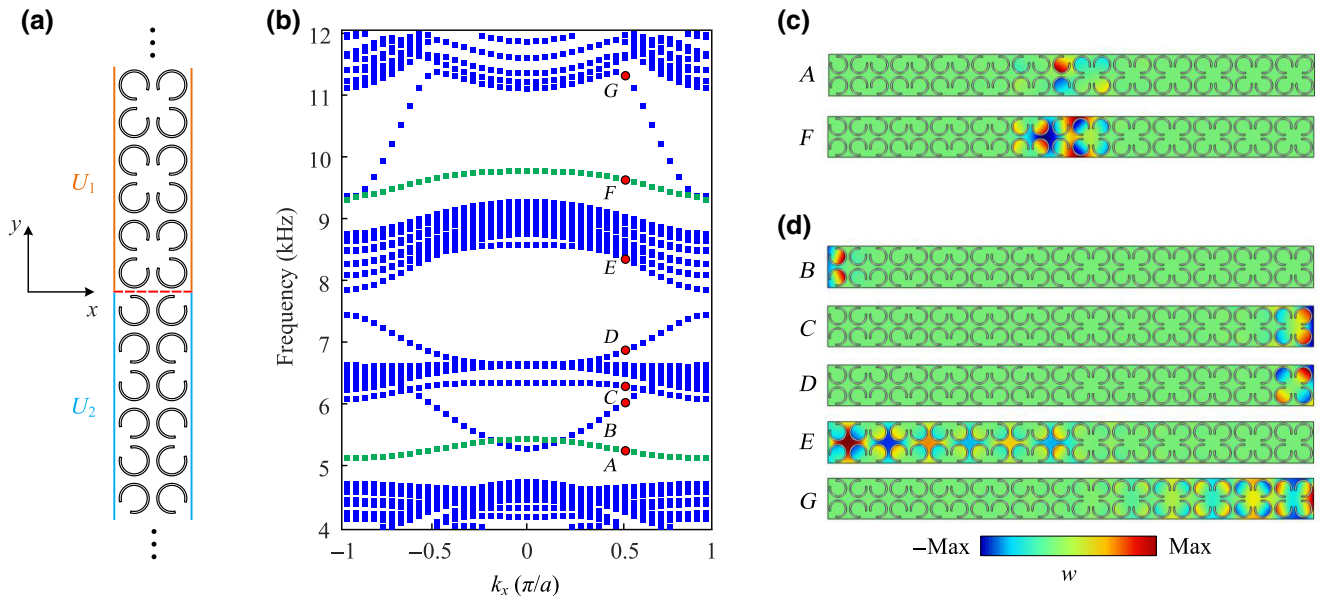 (a)
U1
y
x
U2
(b)
Frequency (kHz)
12
11
10
9
8
7
6
5
4
G
F
E
D
C
B
A
−1
−0.5
0
0.5
1
kx (π/a)
(c)
A
F
(d)
B
C
D
E
G
−Max
Max
w